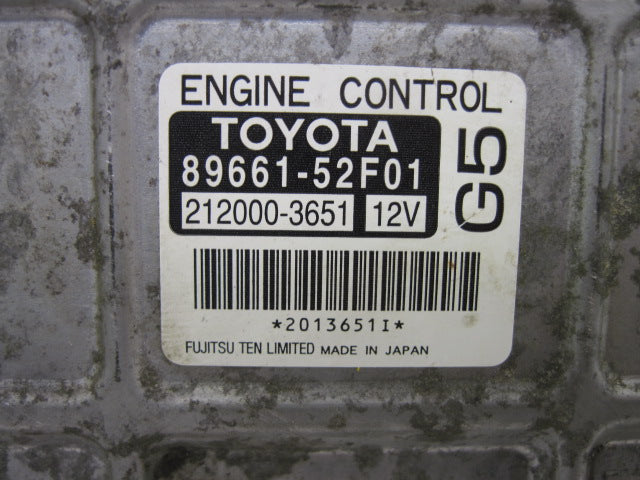 ENGINE CONTROL
TOYOTA
89661-52F01
212000-3651 12V
G5
*2013651I*
FUJITSU TEN LIMITED MADE IN JAPAN